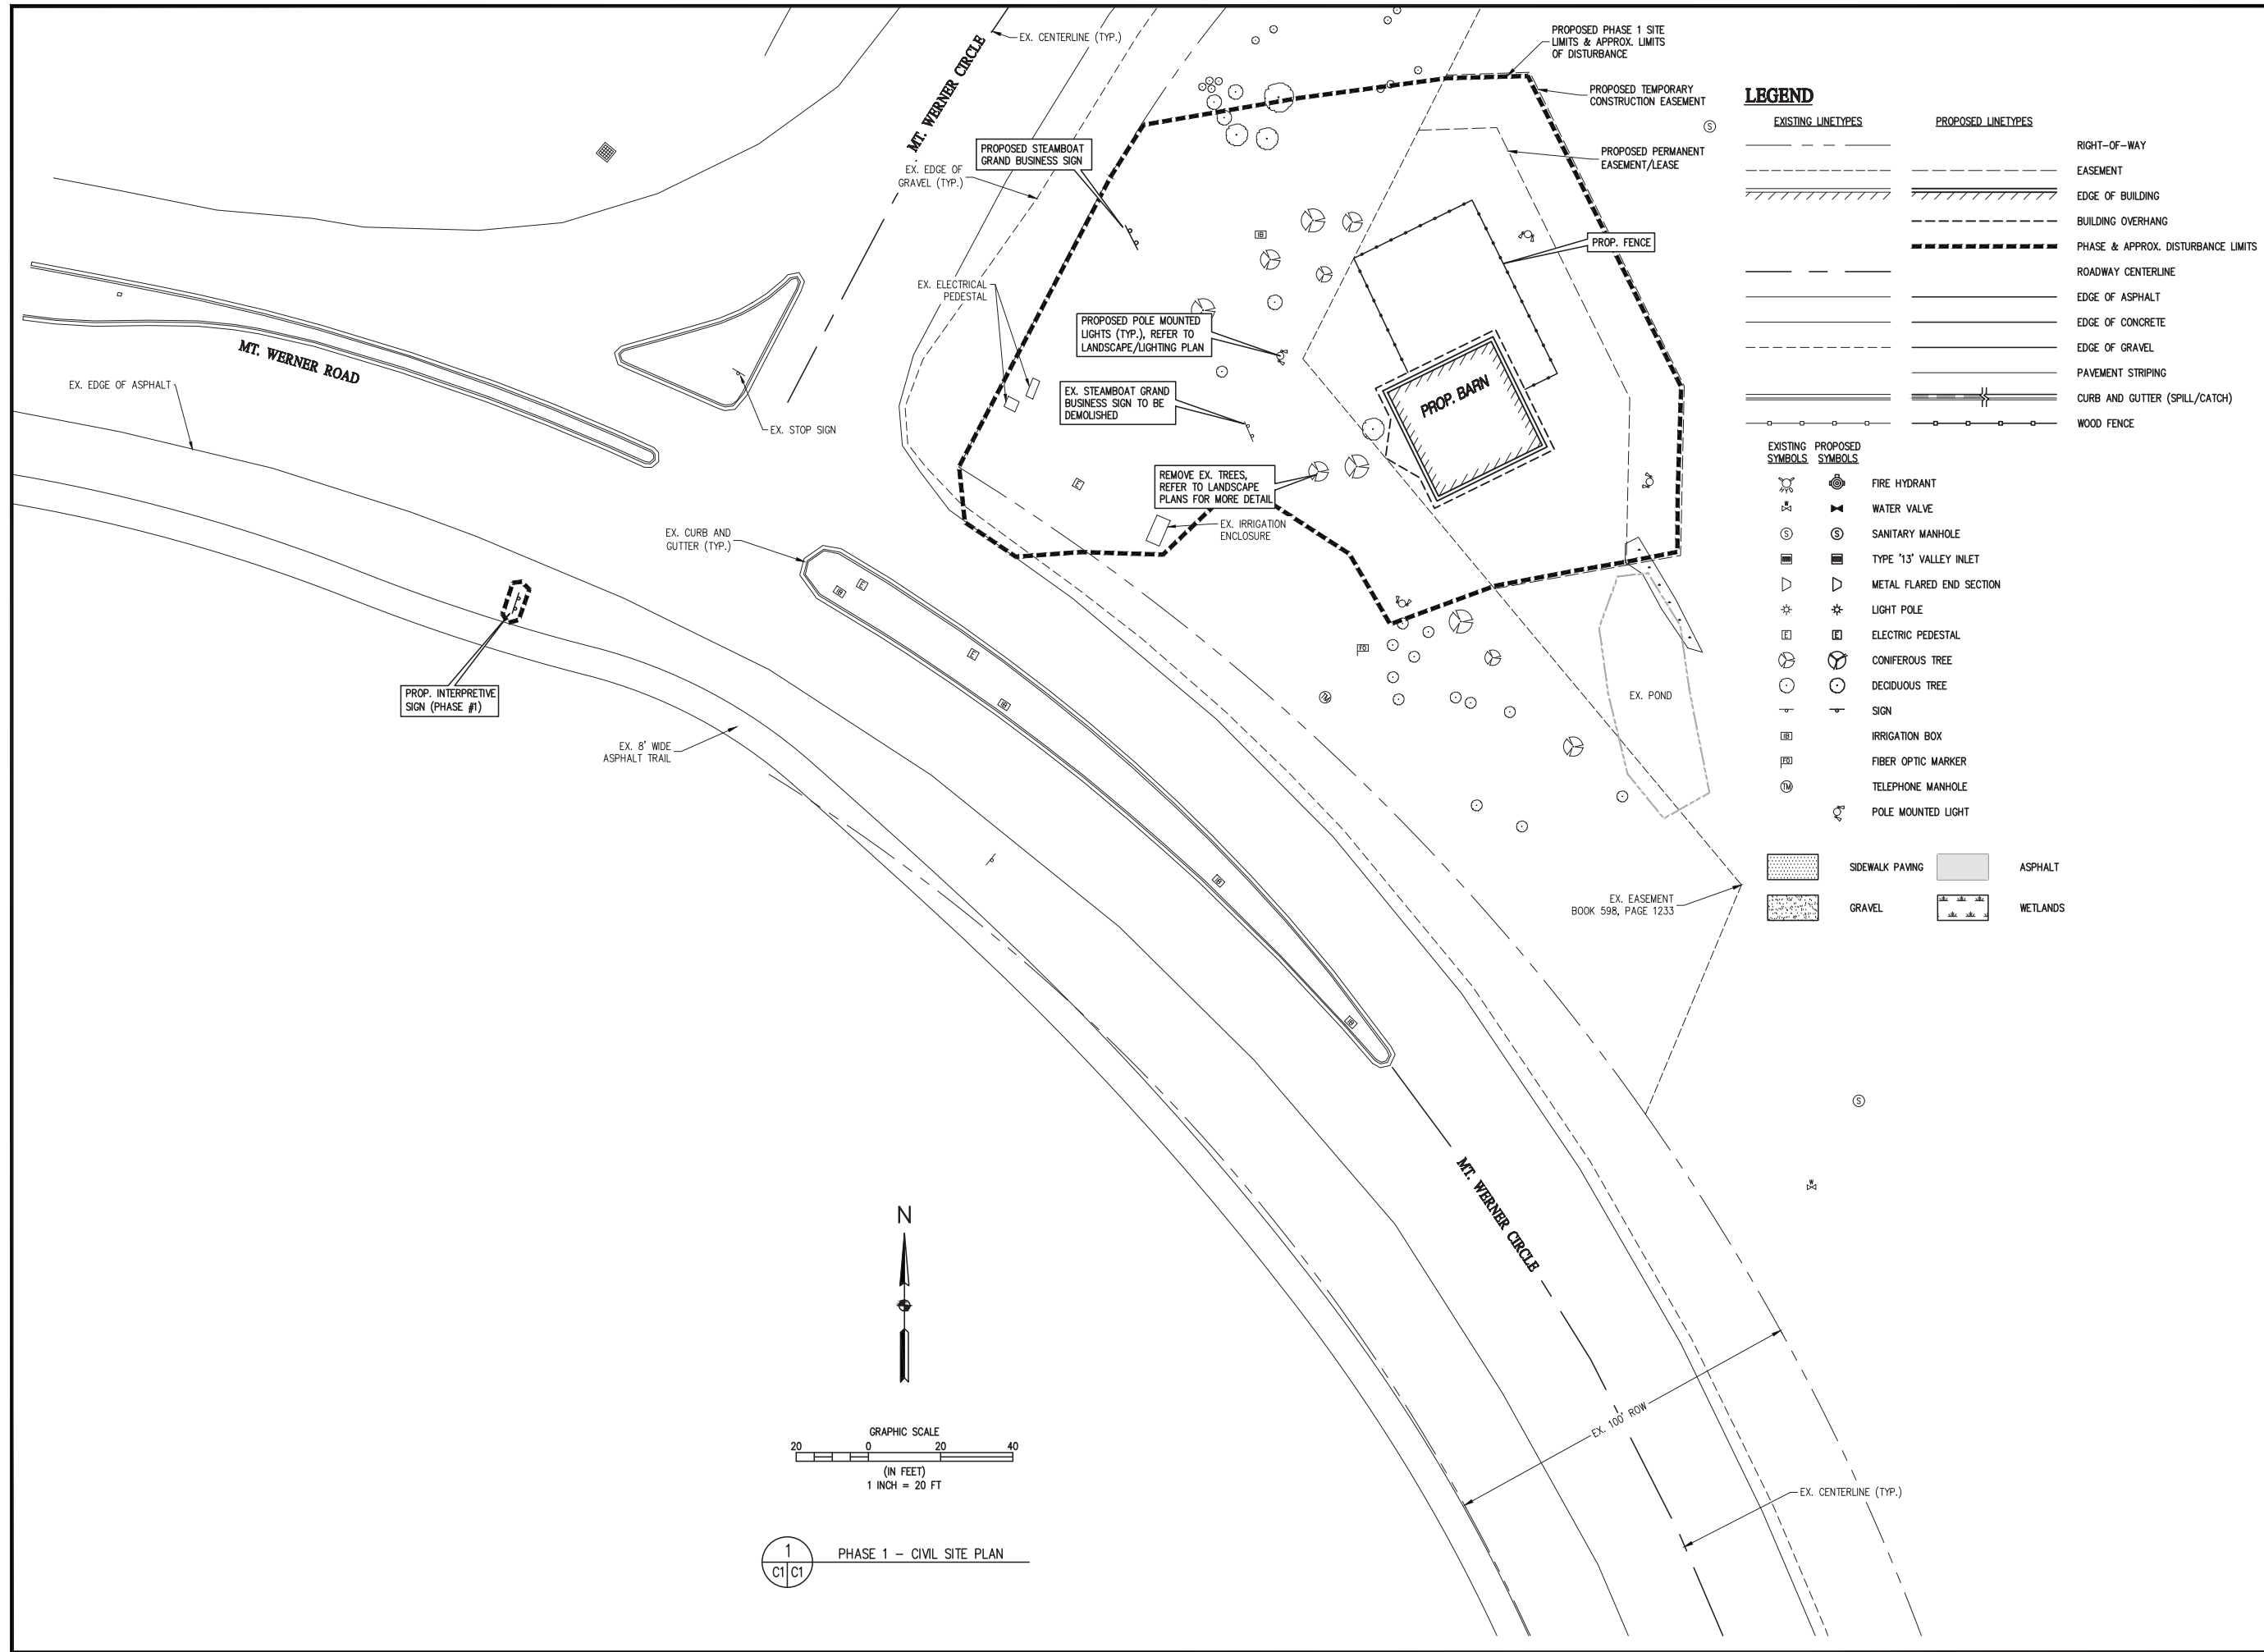 EX. CENTERLINE (TYP.)
MT. WERNER CIRCLE
PROPOSED PHASE 1 SITE
LIMITS & APPROX. LIMITS
OF DISTURBANCE
PROPOSED TEMPORARY
CONSTRUCTION EASEMENT
S
PROPOSED STEAMBOAT
GRAND BUSINESS SIGN
EX. EDGE OF
GRAVEL (TYP.)
PROPOSED PERMANENT
EASEMENT/LEASE
IB
PROP. FENCE
EX. ELECTRICAL
PEDESTAL
PROPOSED POLE MOUNTED
LIGHTS (TYP.), REFER TO
LANDSCAPE/LIGHTING PLAN
MT. WERNER ROAD
EX. EDGE OF ASPHALT
EX. STEAMBOAT GRAND
BUSINESS SIGN TO BE
DEMOLISHED
PROP. BARN
EX. STOP SIGN
REMOVE EX. TREES,
REFER TO LANDSCAPE
PLANS FOR MORE DETAIL
E
EX. IRRIGATION
ENCLOSURE
EX. CURB AND
GUTTER (TYP.)
E
IB
E
IB
FO
TM
PROP. INTERPRETIVE
SIGN (PHASE #1)
EX. POND
EX. 8' WIDE
ASPHALT TRAIL
IB
IB
EX. EASEMENT
BOOK 598, PAGE 1233
S
W
MT. WERNER CIRCLE
EX. 100' ROW
EX. CENTERLINE (TYP.)
LEGEND
EXISTING LINETYPES PROPOSED LINETYPES
RIGHT-OF-WAY
EASEMENT
EDGE OF BUILDING
BUILDING OVERHANG
PHASE & APPROX. DISTURBANCE LIMITS
ROADWAY CENTERLINE
EDGE OF ASPHALT
EDGE OF CONCRETE
EDGE OF GRAVEL
PAVEMENT STRIPING
CURB AND GUTTER (SPILL/CATCH)
WOOD FENCE
EXISTING PROPOSED
SYMBOLS SYMBOLS
FIRE HYDRANT
W WATER VALVE
S S SANITARY MANHOLE
TYPE '13' VALLEY INLET
METAL FLARED END SECTION
LIGHT POLE
E E ELECTRIC PEDESTAL
CONIFEROUS TREE
DECIDUOUS TREE
SIGN
IB IRRIGATION BOX
FO FIBER OPTIC MARKER
TM TELEPHONE MANHOLE
POLE MOUNTED LIGHT
SIDEWALK PAVING ASPHALT
GRAVEL WETLANDS
N
GRAPHIC SCALE
20 0 20 40
(IN FEET)
1 INCH = 20 FT
1
C1 C1
PHASE 1 - CIVIL SITE PLAN